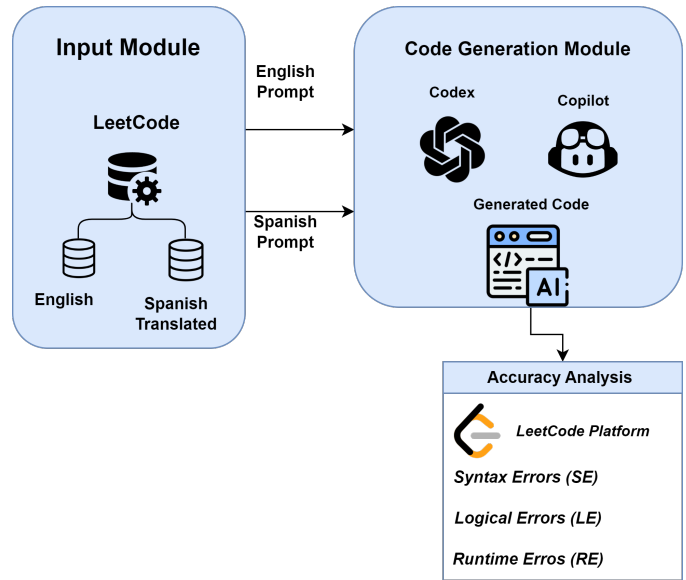 Input Module
LeetCode
English
Spanish
Translated
English
Prompt
Spanish
Prompt
Code Generation Module
Codex
Copilot
Generated Code
</>
AI
Accuracy Analysis
LeetCode Platform
Syntax Errors (SE)
Logical Errors (LE)
Runtime Erros (RE)